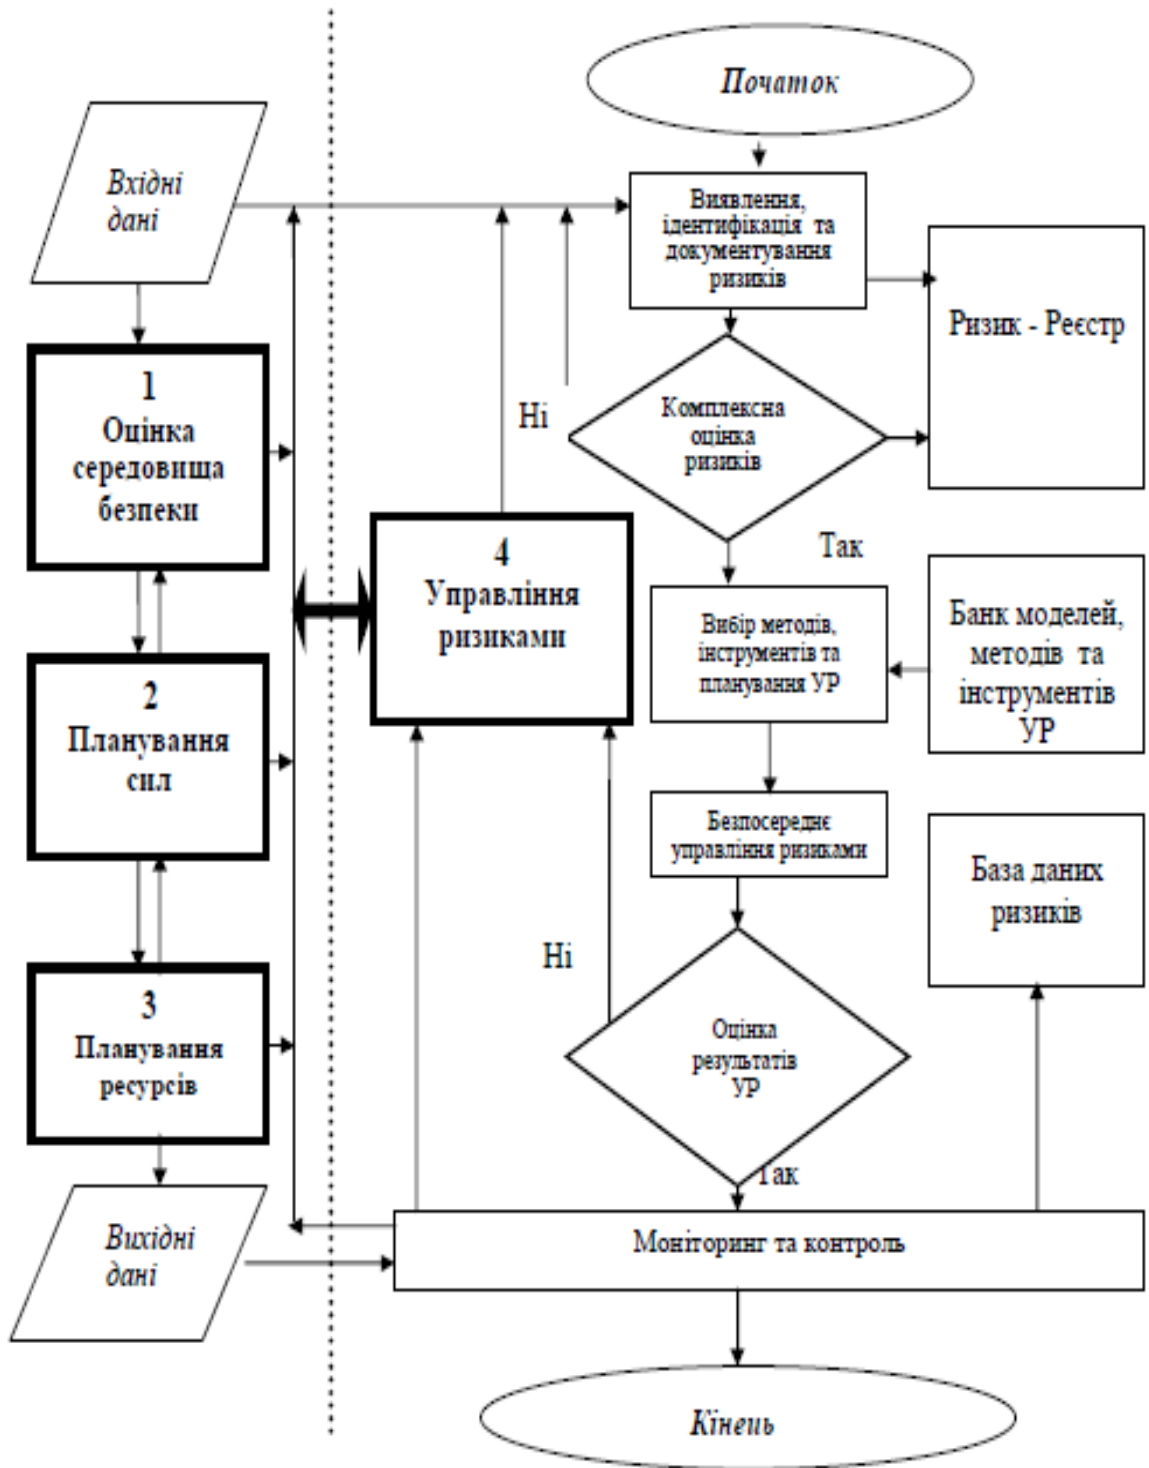 Початок
Вхідні
дані
Виявлення,
ідентифікація та
документування
ризиків
Ризик - Реєстр
1
Оцінка
середовища
безпеки
Ні
Комплексна
оцінка
ризиків
Так
4
Управління
ризиками
Вибір методів,
інструментів та
планування УР
Банк моделей,
методів та
інструментів
УР
2
Планування
сил
Безпосереднє
управління ризиками
База даних
ризиків
Ні
3
Планування
ресурсів
Оцінка
результатів
УР
Так
Вихідні
дані
Моніторинг та контроль
Кінець